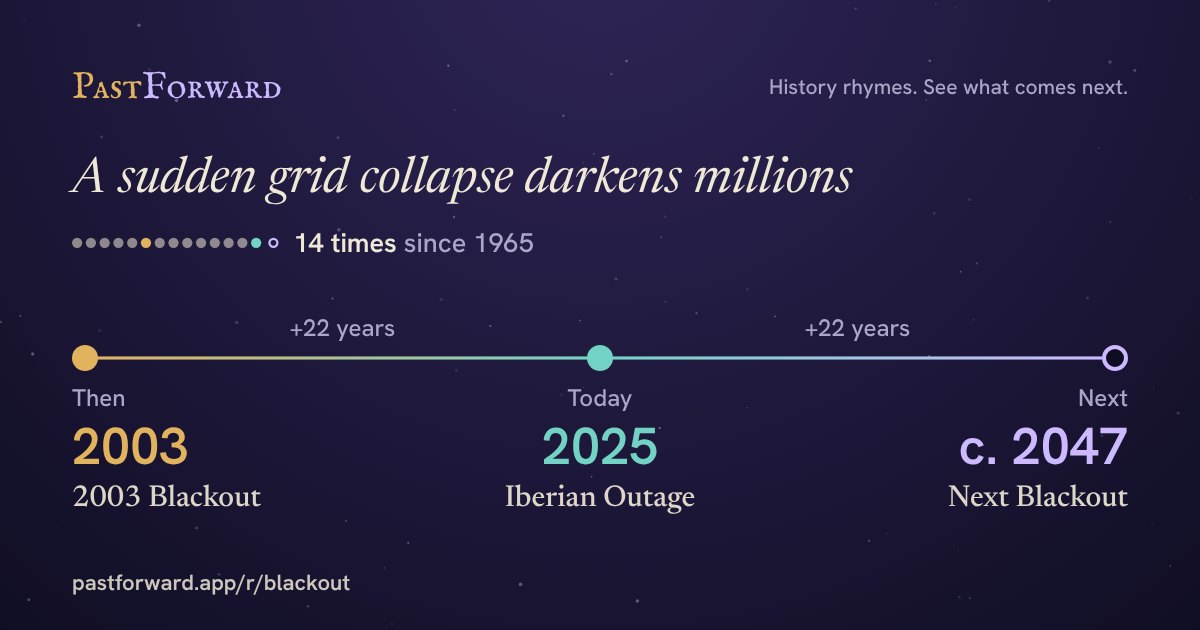 PastForward
History rhymes. See what comes next.
A sudden grid collapse darkens millions
14 times since 1965
+22 years
+22 years
Then
Today
Next
2003
2025
c. 2047
2003 Blackout
Iberian Outage
Next Blackout
pastforward.app/r/blackout